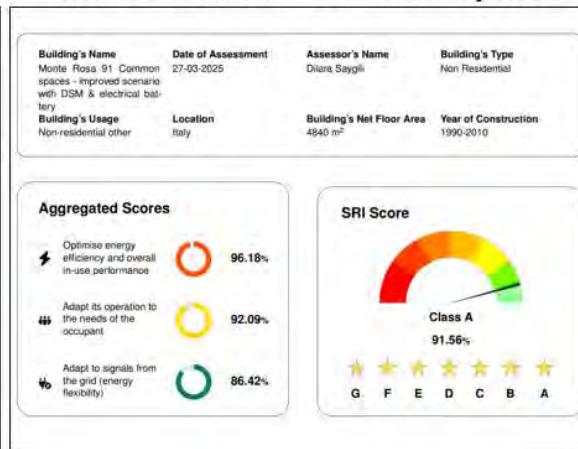 Building's Name
Monte Rosa 91 Common
spaces - improved scenario
with DSM & electrical bat-
tery
Date of Assessment
27-03-2025
Assessor's Name
Dilara Saygili
Building's Type
Non Residential
Building's Usage
Non-residential other
Location
Italy
Building's Net Floor Area
4840 m²
Year of Construction
1990-2010
Aggregated Scores
Optimise energy
efficiency and overall
in-use performance
96.18%
Adapt its operation to
the needs of the
occupant
92.09%
Adapt to signals from
the grid (energy
flexibility)
86.42%
SRI Score
Class A
91.56%
G F E D C B A